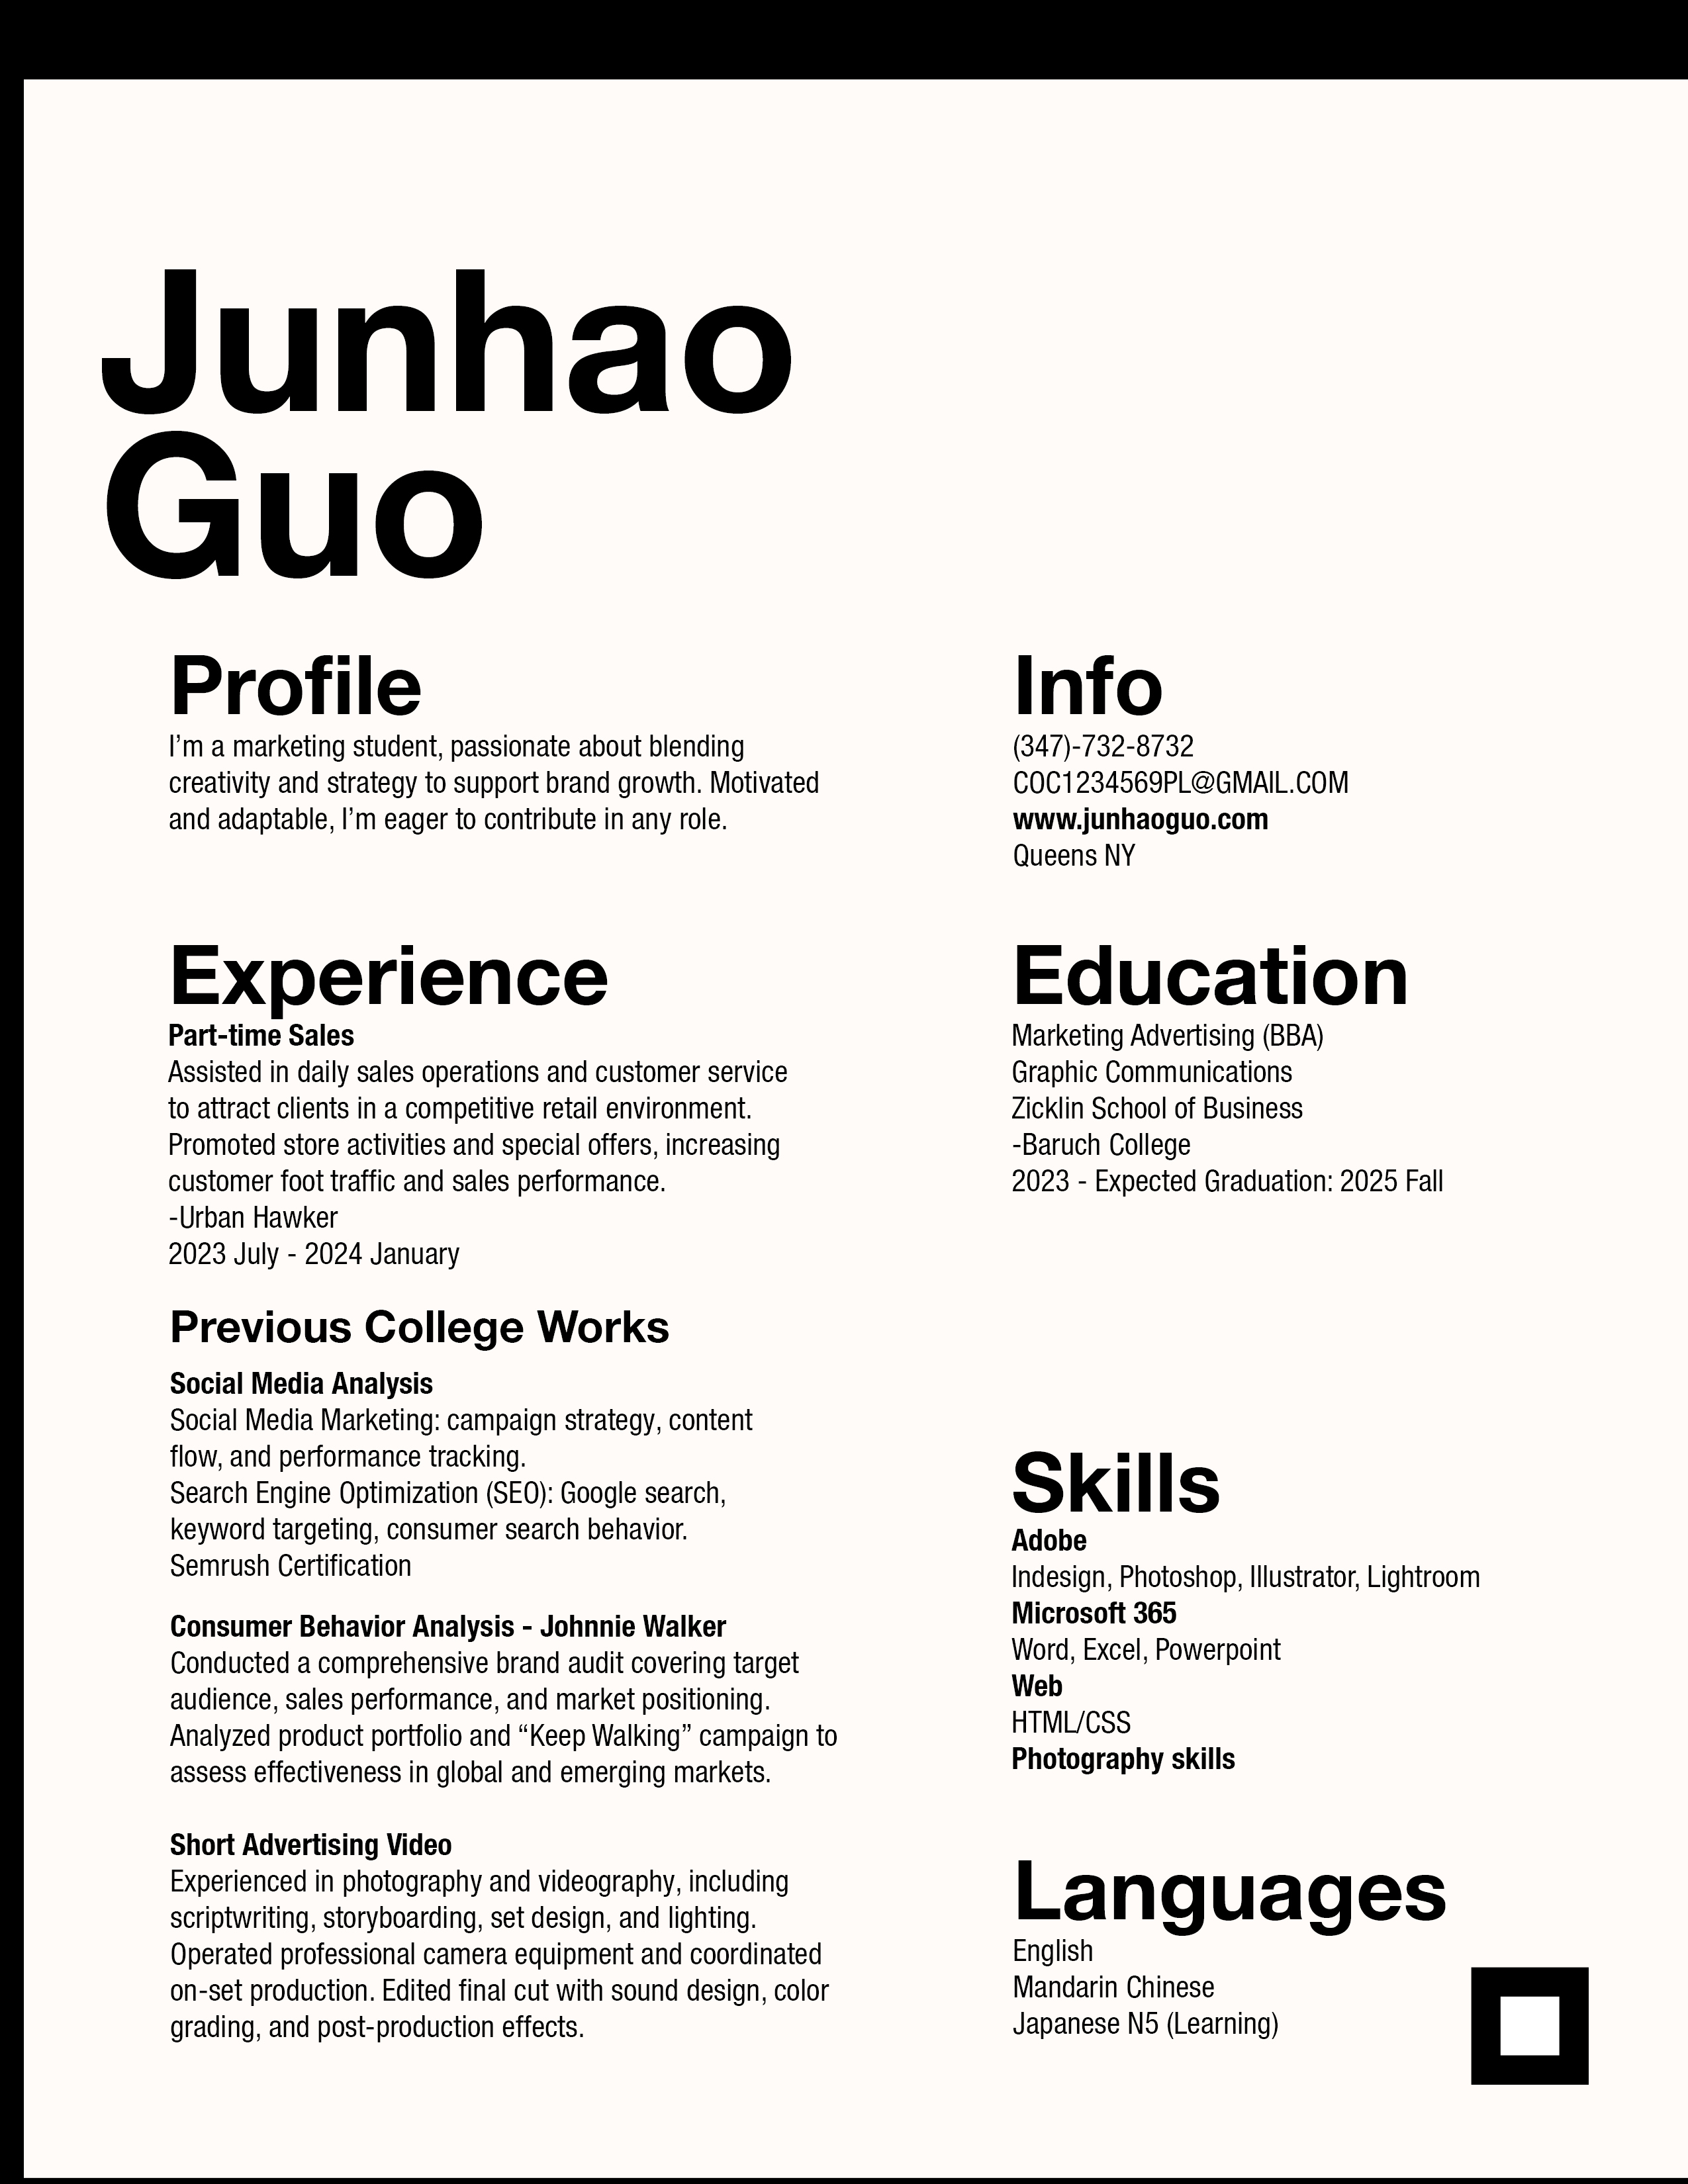 Junhao
Guo
Profile
I’m a marketing student, passionate about blending
creativity and strategy to support brand growth. Motivated
and adaptable, I’m eager to contribute in any role.
Experience
Part-time Sales
Assisted in daily sales operations and customer service
to attract clients in a competitive retail environment.
Promoted store activities and special offers, increasing
customer foot traffic and sales performance.
-Urban Hawker
2023 July - 2024 January
Previous College Works
Social Media Analysis
Social Media Marketing: campaign strategy, content
flow, and performance tracking.
Search Engine Optimization (SEO): Google search,
keyword targeting, consumer search behavior.
Semrush Certification
Consumer Behavior Analysis - Johnnie Walker
Conducted a comprehensive brand audit covering target
audience, sales performance, and market positioning.
Analyzed product portfolio and “Keep Walking” campaign to
assess effectiveness in global and emerging markets.
Short Advertising Video
Experienced in photography and videography, including
scriptwriting, storyboarding, set design, and lighting.
Operated professional camera equipment and coordinated
on-set production. Edited final cut with sound design, color
grading, and post-production effects.
Info
(347)-732-8732
COC1234569PL@GMAIL.COM
www.junhaoguo.com
Queens NY
Education
Marketing Advertising (BBA)
Graphic Communications
Zicklin School of Business
-Baruch College
2023 - Expected Graduation: 2025 Fall
Skills
Adobe
Indesign, Photoshop, Illustrator, Lightroom
Microsoft 365
Word, Excel, Powerpoint
Web
HTML/CSS
Photography skills
Languages
English
Mandarin Chinese
Japanese N5 (Learning)